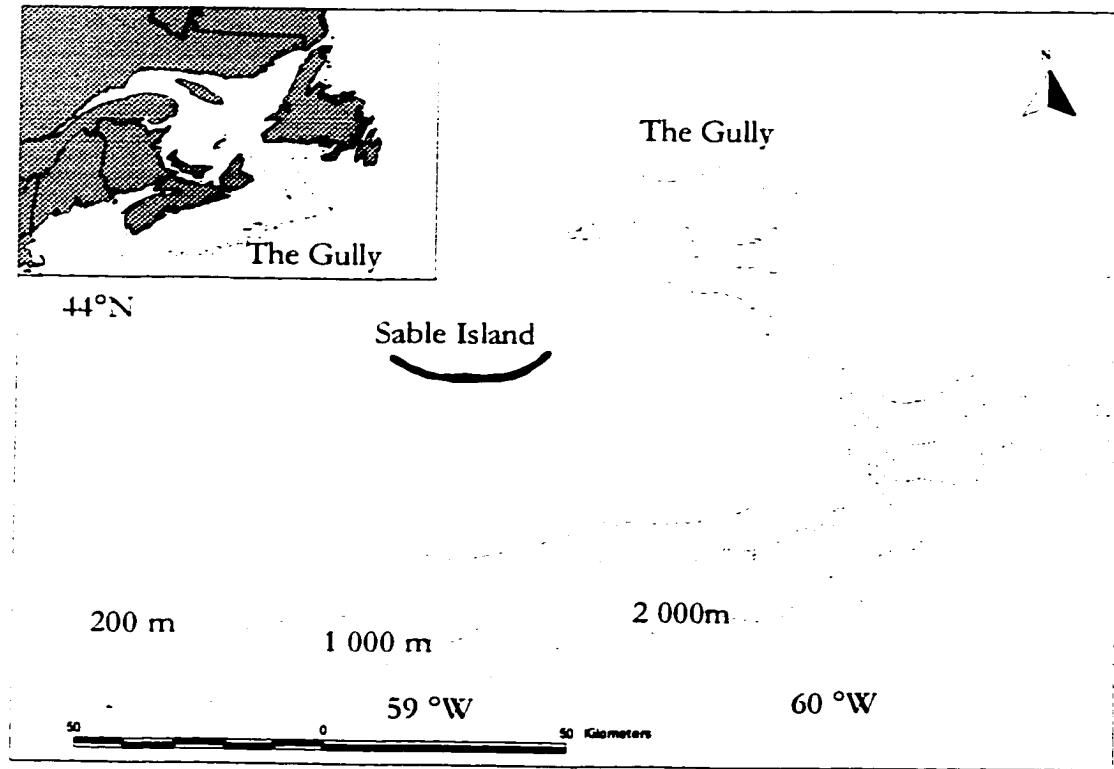 N
The Gully
The Gully
44°N
Sable Island
200 m
1 000 m
2 000m
59 °W
60 °W
50 0 50 Kilometers